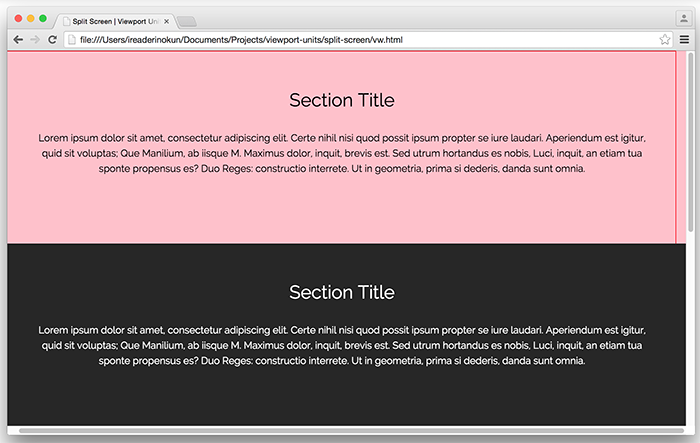 Split Screen | Viewport Un
file:///Users/ireaderinokun/Documents/Projects/viewport-units/split-screen/vw.html
Section Title
Lorem ipsum dolor sit amet, consectetur adipiscing elit. Certe nihil nisi quod possit ipsum propter se iure laudari. Aperiendum est igitur,
quid sit voluptas; Que Manilium, ab iisque M. Maximus dolor, inquit, brevis est. Sed utrum hortandus es nobis, Luci, inquit, an etiam tua
sponte propensus es? Duo Reges: constructio interrete. Ut in geometria, prima si dederis, danda sunt omnia.
Section Title
Lorem ipsum dolor sit amet, consectetur adipiscing elit. Certe nihil nisi quod possit ipsum propter se iure laudari. Aperiendum est igitur,
quid sit voluptas; Que Manilium, ab iisque M. Maximus dolor, inquit, brevis est. Sed utrum hortandus es nobis, Luci, inquit, an etiam tua
sponte propensus es? Duo Reges: constructio interrete. Ut in geometria, prima si dederis, danda sunt omnia.